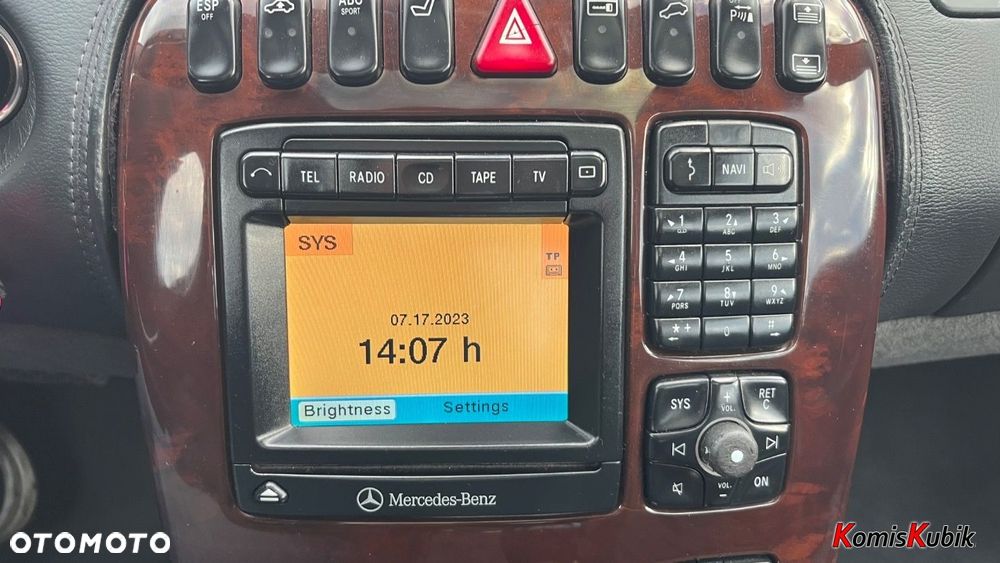 ESP
OFF
ABC
SPORT
OFF
P
TEL
RADIO
CD
TAPE
TV
NAVI
SYS
TP
07.17.2023
14:07 h
Brightness
Settings
1
2
ABC
3
DEF
4
GHI
5
JKL
6
MNO
7
PQRS
8
TUV
9
WXYZ
* +
0
#
SYS
+
VOL.
RET
C
VOL.
-
ON
Mercedes-Benz
OTOMOTO
KomisKubik